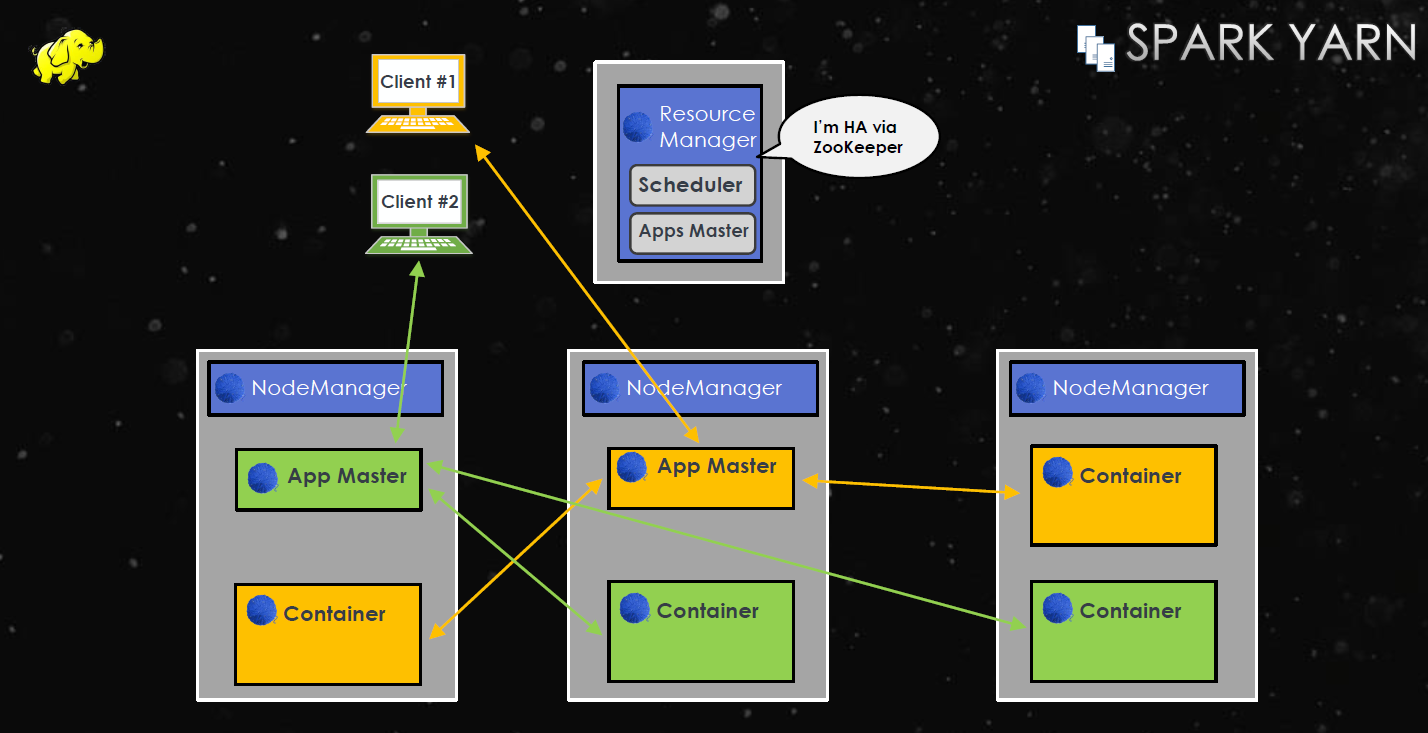 SPARK YARN
Client #1
Client #2
Resource
Manager
Scheduler
Apps Master
I'm HA via
ZooKeeper
NodeManager
App Master
Container
NodeManager
App Master
Container
NodeManager
Container
Container